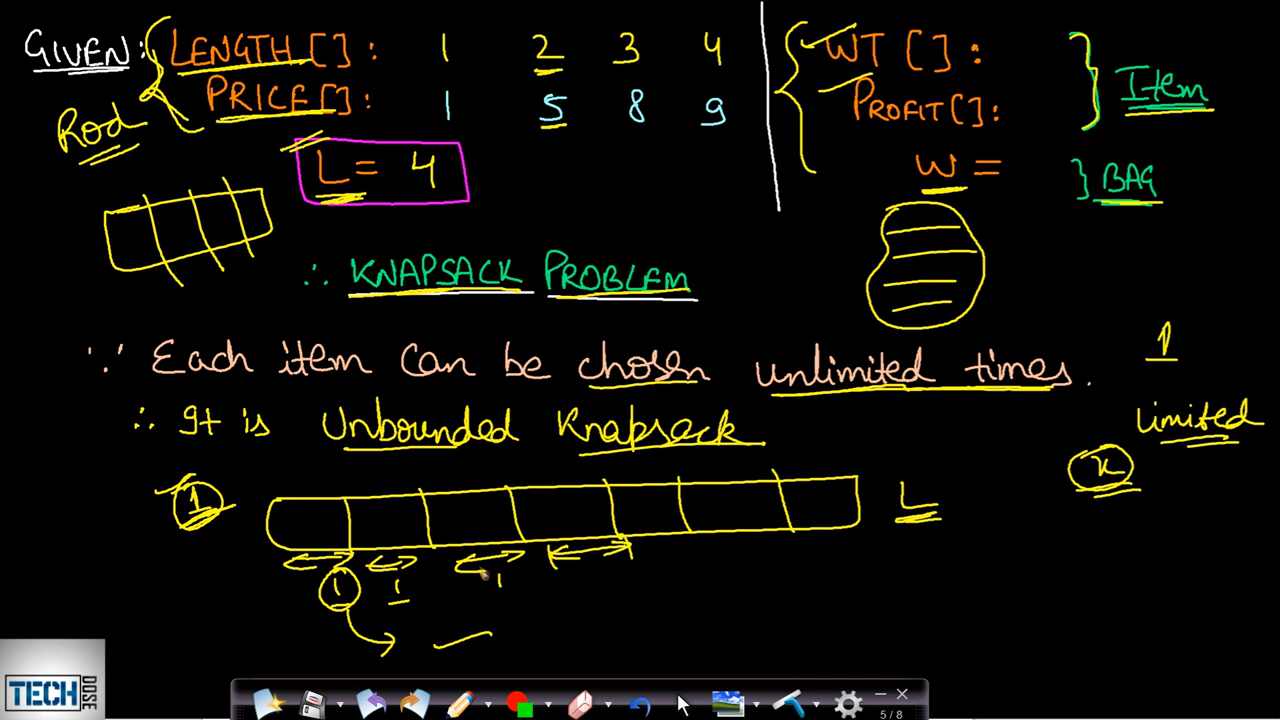 GIVEN: LENGTH[]: 1 2 3 4
PRICE[]: 1 5 8 9
Rod
L = 4
WT []:
PROFIT[]:
Item
W =
BAG
∴ KNAPSACK PROBLEM
∵ Each item can be chosen unlimited times.
1
∴ It is Unbounded Knapsack
Limited
1
L
1 1 1
TECH DOSE
5 / 8